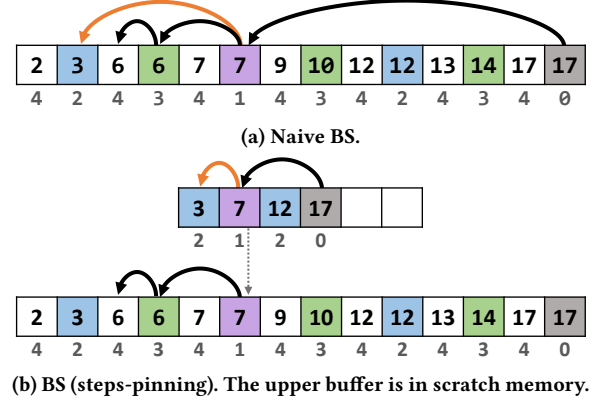 2 3 6 6 7 7 9 10 12 12 13 14 17 17
4 2 4 3 4 1 4 3 4 2 4 3 4 0
(a) Naive BS.
3 7 12 17
2 1 2 0
2 3 6 6 7 7 9 10 12 12 13 14 17 17
4 2 4 3 4 1 4 3 4 2 4 3 4 0
(b) BS (steps-pinning). The upper buffer is in scratch memory.